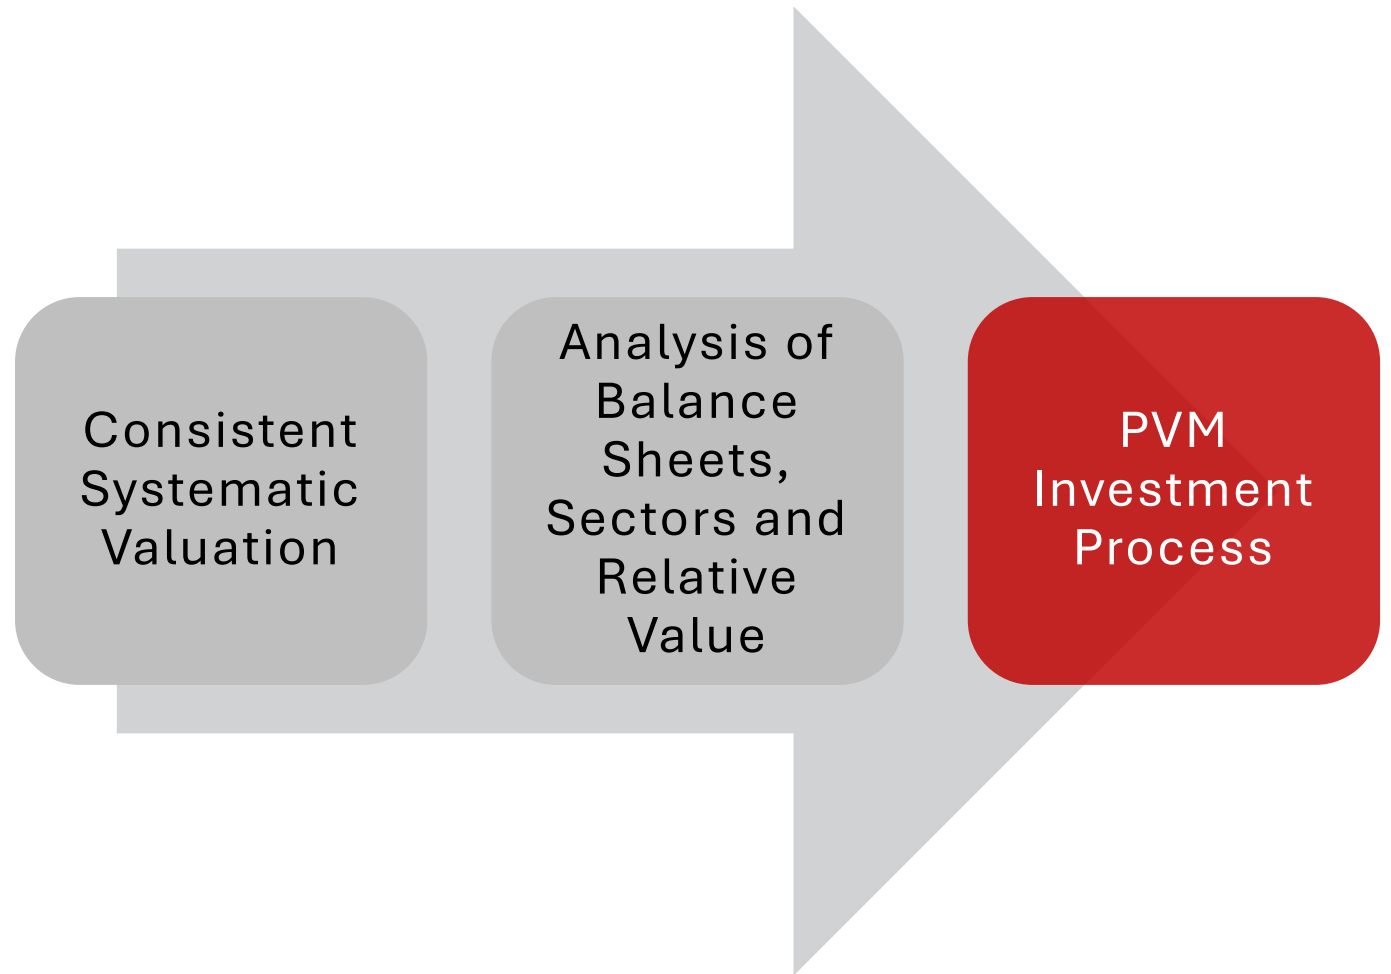 Consistent
Systematic
Valuation
Analysis of
Balance
Sheets,
Sectors and
Relative
Value
PVM
Investment
Process